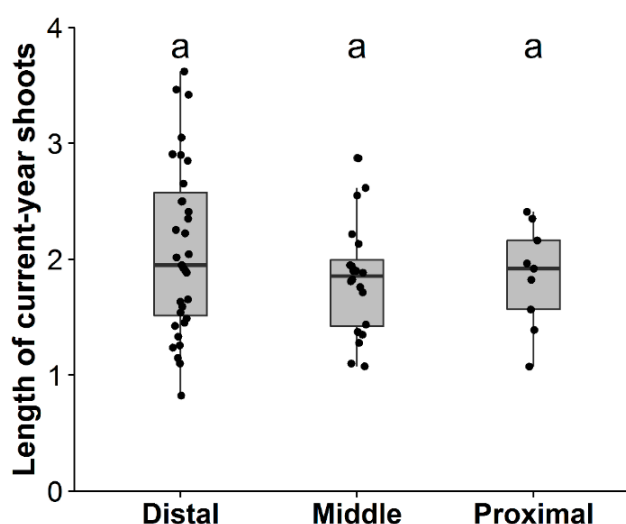 a a a
4
3
2
1
0
Length of current-year shoots
Distal Middle Proximal